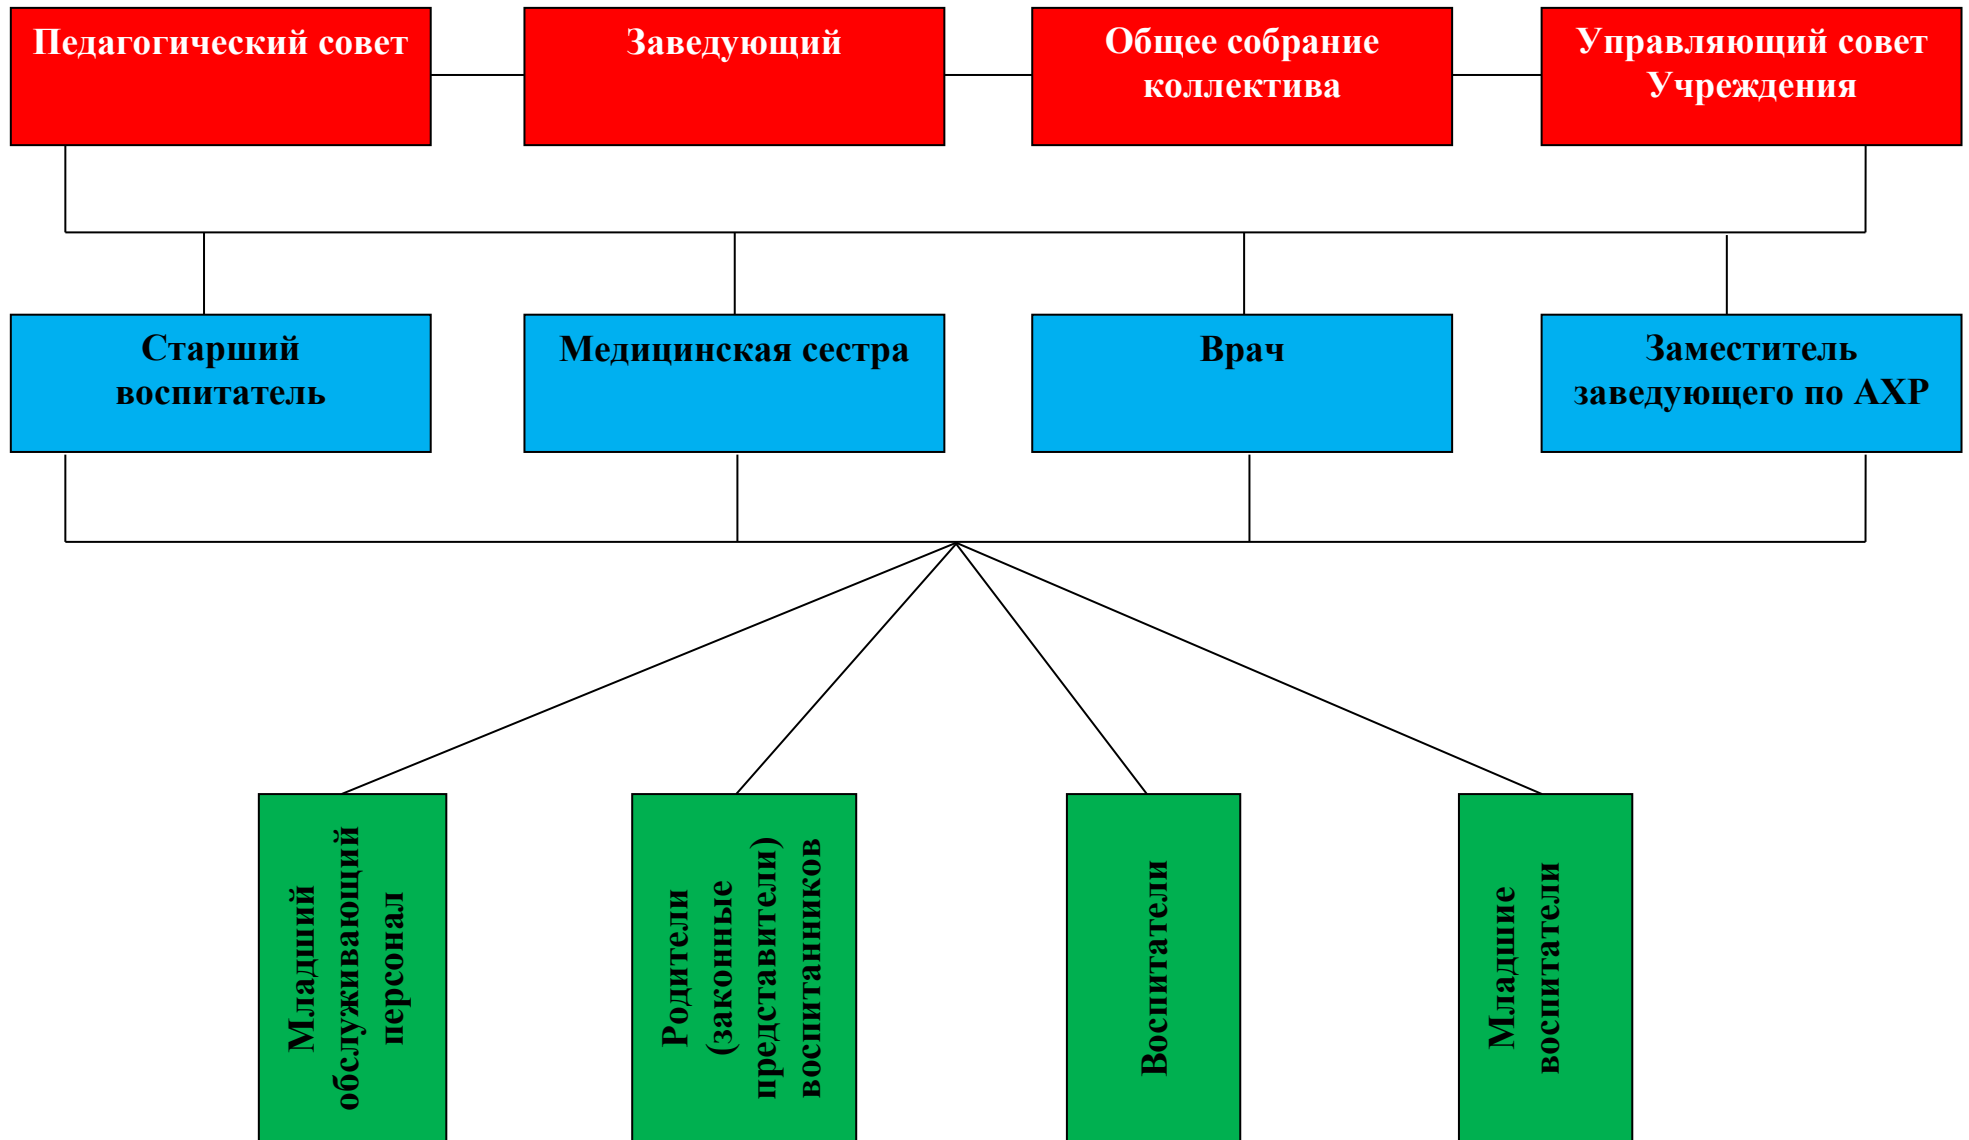 Педагогический совет
Заведующий
Общее собрание
коллектива
Управляющий совет
Учреждения
Старший
воспитатель
Медицинская сестра
Врач
Заместитель
заведующего по АХР
Младший
обслуживающий
персонал
Родители
(законные
представители)
воспитанников
Воспитатели
Младшие
воспитатели